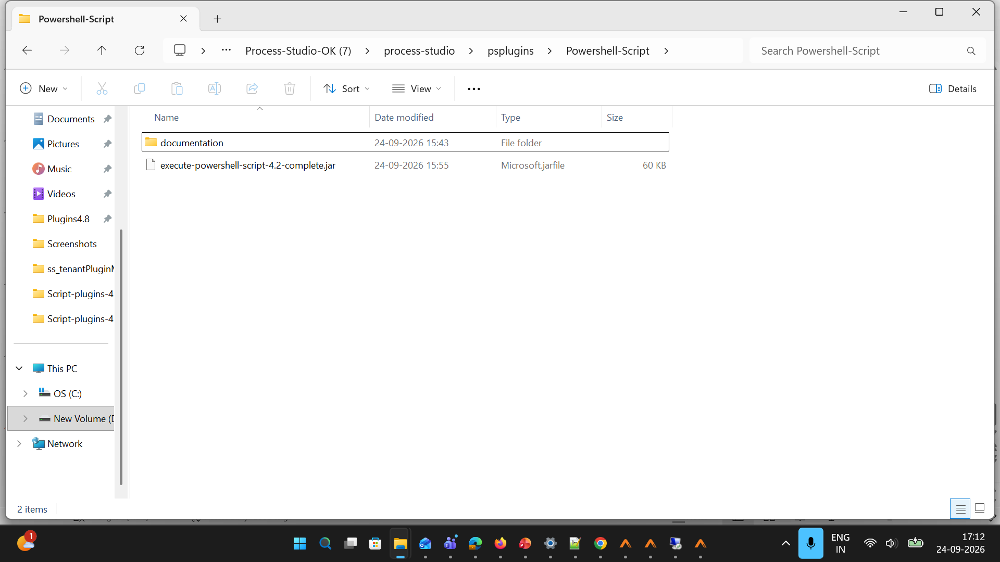 Powershell-Script
Process-Studio-OK (7) process-studio psplugins Powershell-Script
Search Powershell-Script
New
Sort
View
Details
Name
Date modified
Type
Size
documentation 24-09-2026 15:43 File folder
execute-powershell-script-4.2-complete.jar 24-09-2026 15:55 Microsoft.jarfile 60 KB
Documents
Pictures
Music
Videos
Plugins4.8
Screenshots
ss_tenantPlugin
Script-plugins-4
Script-plugins-4
This PC
OS (C:)
New Volume (D
Network
2 items
1
ENG
IN
17:12
24-09-2026